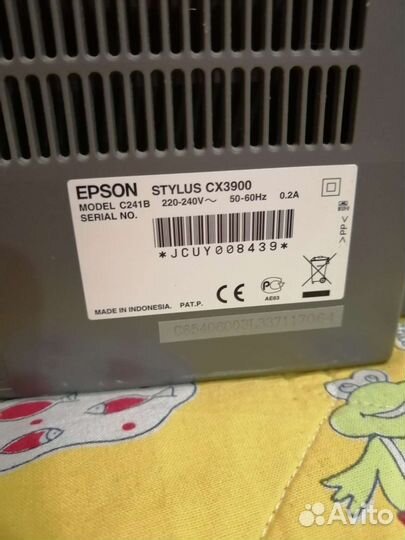 EPSON STYLUS CX3900
MODEL C241B 220-240V~ 50-60Hz 0.2A
SERIAL NO.
*JCUY008439*
MADE IN INDONESIA. PAT.P. CE AE63
>PP<
Avito